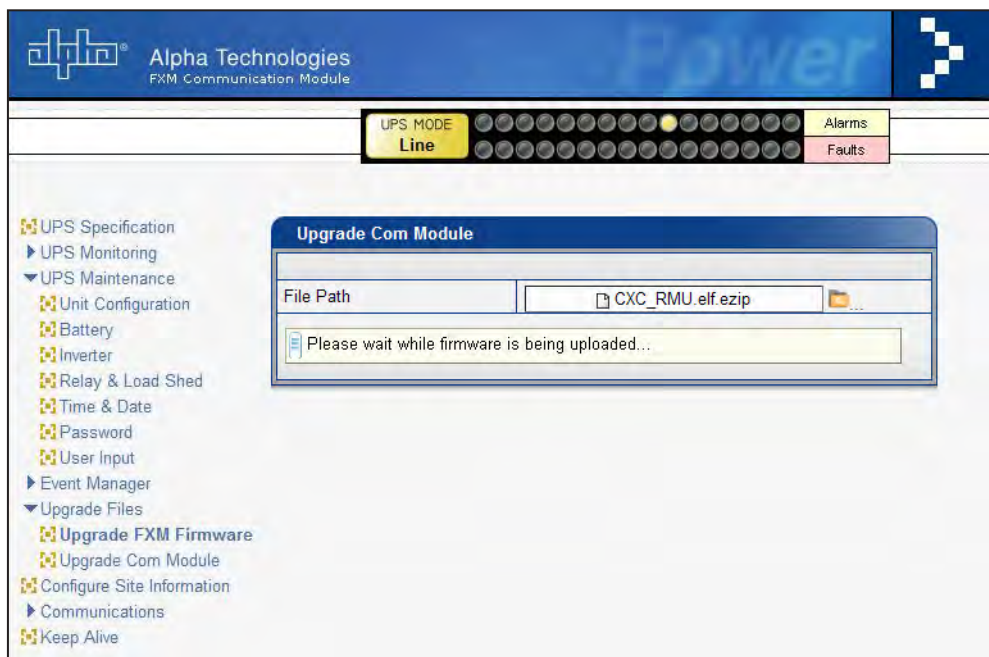 alpha®
Alpha Technologies
FXM Communication Module
Power
UPS MODE
Line
Alarms
Faults
UPS Specification
UPS Monitoring
UPS Maintenance
Unit Configuration
Battery
Inverter
Relay & Load Shed
Time & Date
Password
User Input
Event Manager
Upgrade Files
Upgrade FXM Firmware
Upgrade Com Module
Configure Site Information
Communications
Keep Alive
Upgrade Com Module
File Path
CXC_RMU.elf.ezip
...
Please wait while firmware is being uploaded...